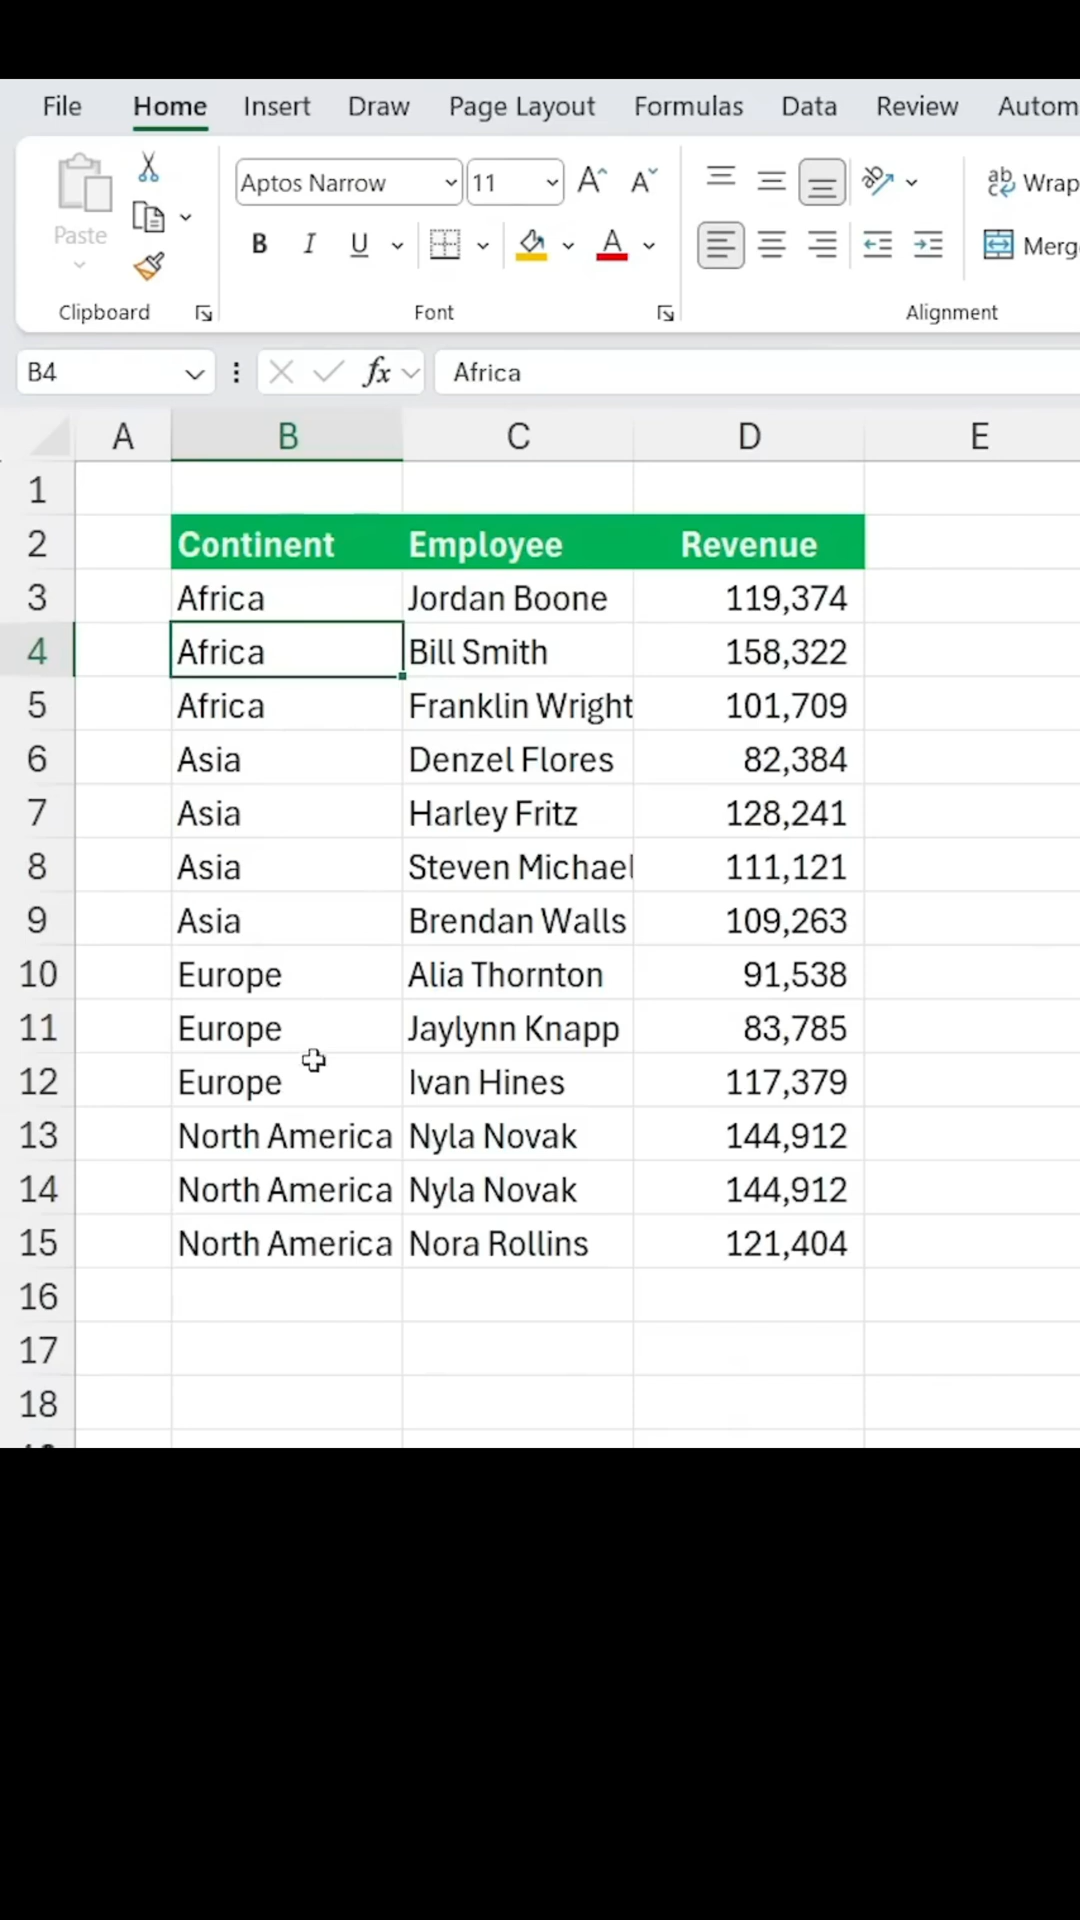 File Home Insert Draw Page Layout Formulas Data Review Autom
Paste
Aptos Narrow 11 A A
ab Wrap
B I U A
Merg
Clipboard Font Alignment
B4 fx Africa
A B C D E
1
2 Continent Employee Revenue
3 Africa Jordan Boone 119,374
4 Africa Bill Smith 158,322
5 Africa Franklin Wright 101,709
6 Asia Denzel Flores 82,384
7 Asia Harley Fritz 128,241
8 Asia Steven Michael 111,121
9 Asia Brendan Walls 109,263
10 Europe Alia Thornton 91,538
11 Europe Jaylynn Knapp 83,785
12 Europe Ivan Hines 117,379
13 North America Nyla Novak 144,912
14 North America Nyla Novak 144,912
15 North America Nora Rollins 121,404
16
17
18